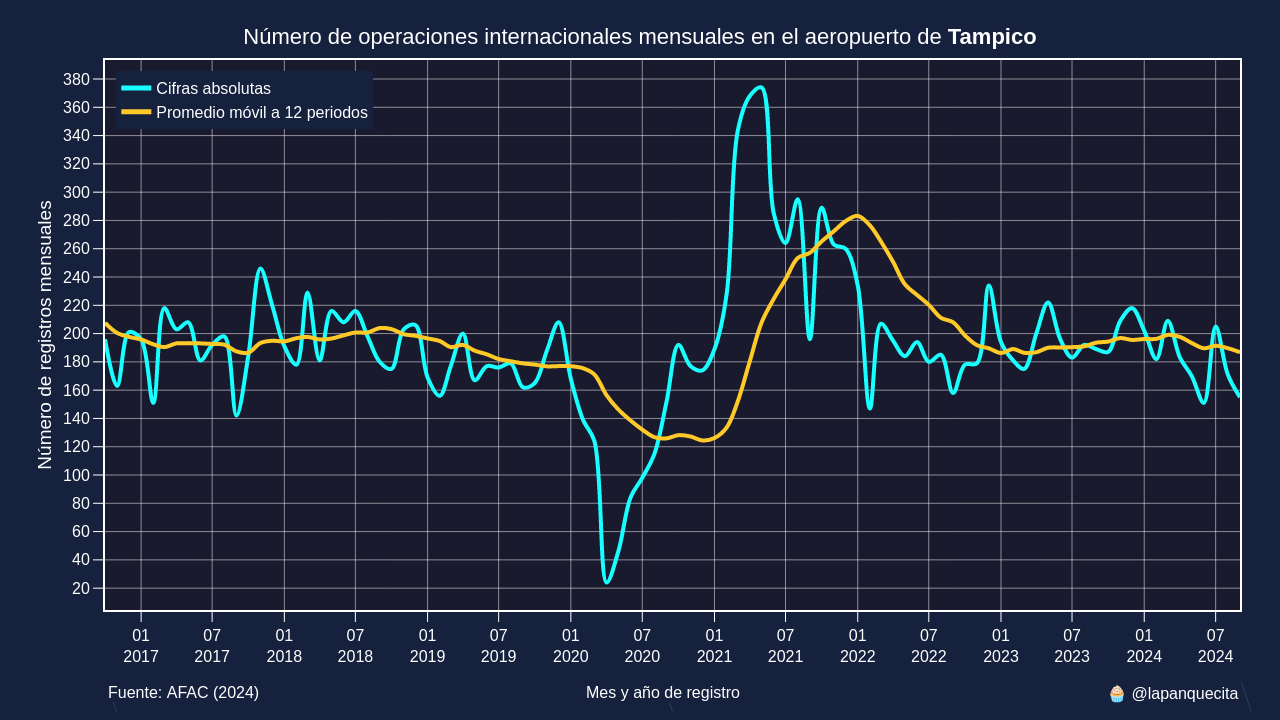 Número de operaciones internacionales mensuales en el aeropuerto de Tampico
Cifras absolutas
Promedio móvil a 12 periodos
Número de registros mensuales
380
360
340
320
300
280
260
240
220
200
180
160
140
120
100
80
60
40
20
01 07 01 07 01 07 01 07 01 07 01 07 01 07 01 07
2017 2017 2018 2018 2019 2019 2020 2020 2021 2021 2022 2022 2023 2023 2024 2024
Fuente: AFAC (2024)
Mes y año de registro
🧁 @lapanquecita